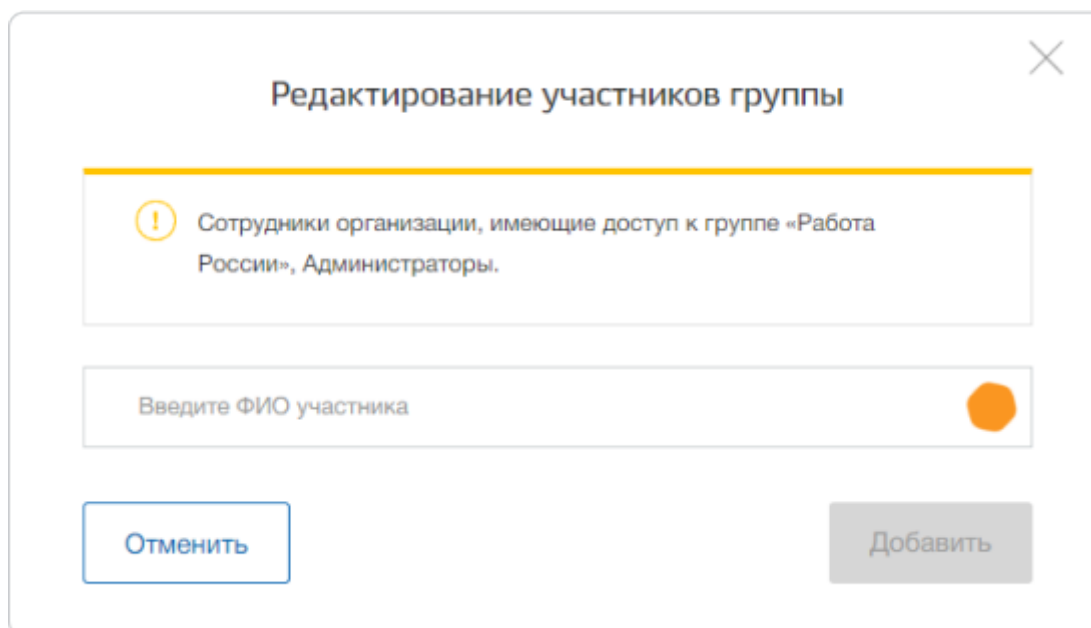 Редактирование участников группы
! Сотрудники организации, имеющие доступ к группе «Работа
России», Администраторы.
Введите ФИО участника
Отменить
Добавить